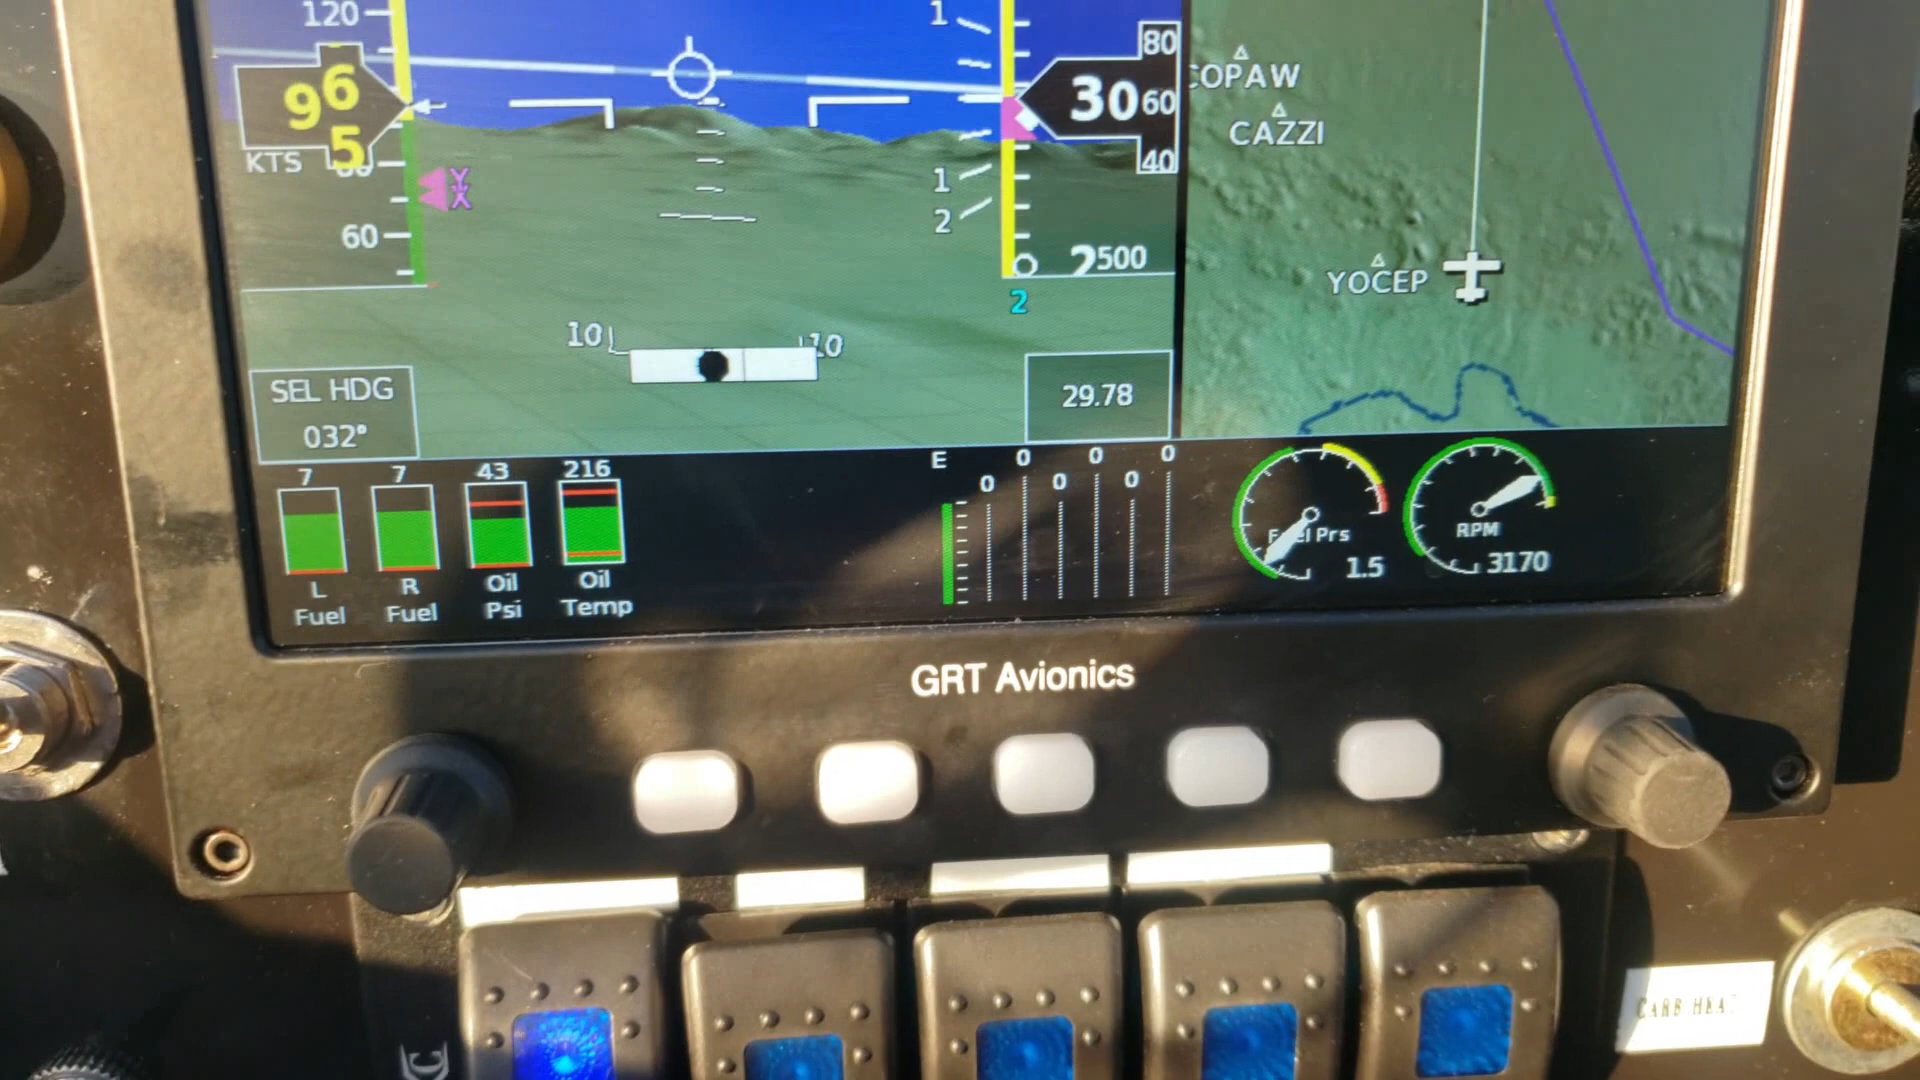 120
1
80
96
5
KTS
30 60
40
COPAW
CAZZI
Y
X
1
2
60
2 500
2
YOCEP
10
10
SEL HDG
032°
29.78
7
7
43
216
E
0
0
0
0
0
0
L
Fuel
R
Fuel
Oil
Psi
Oil
Temp
Fuel Prs
1.5
RPM
3170
GRT Avionics
CARB HEAT
C